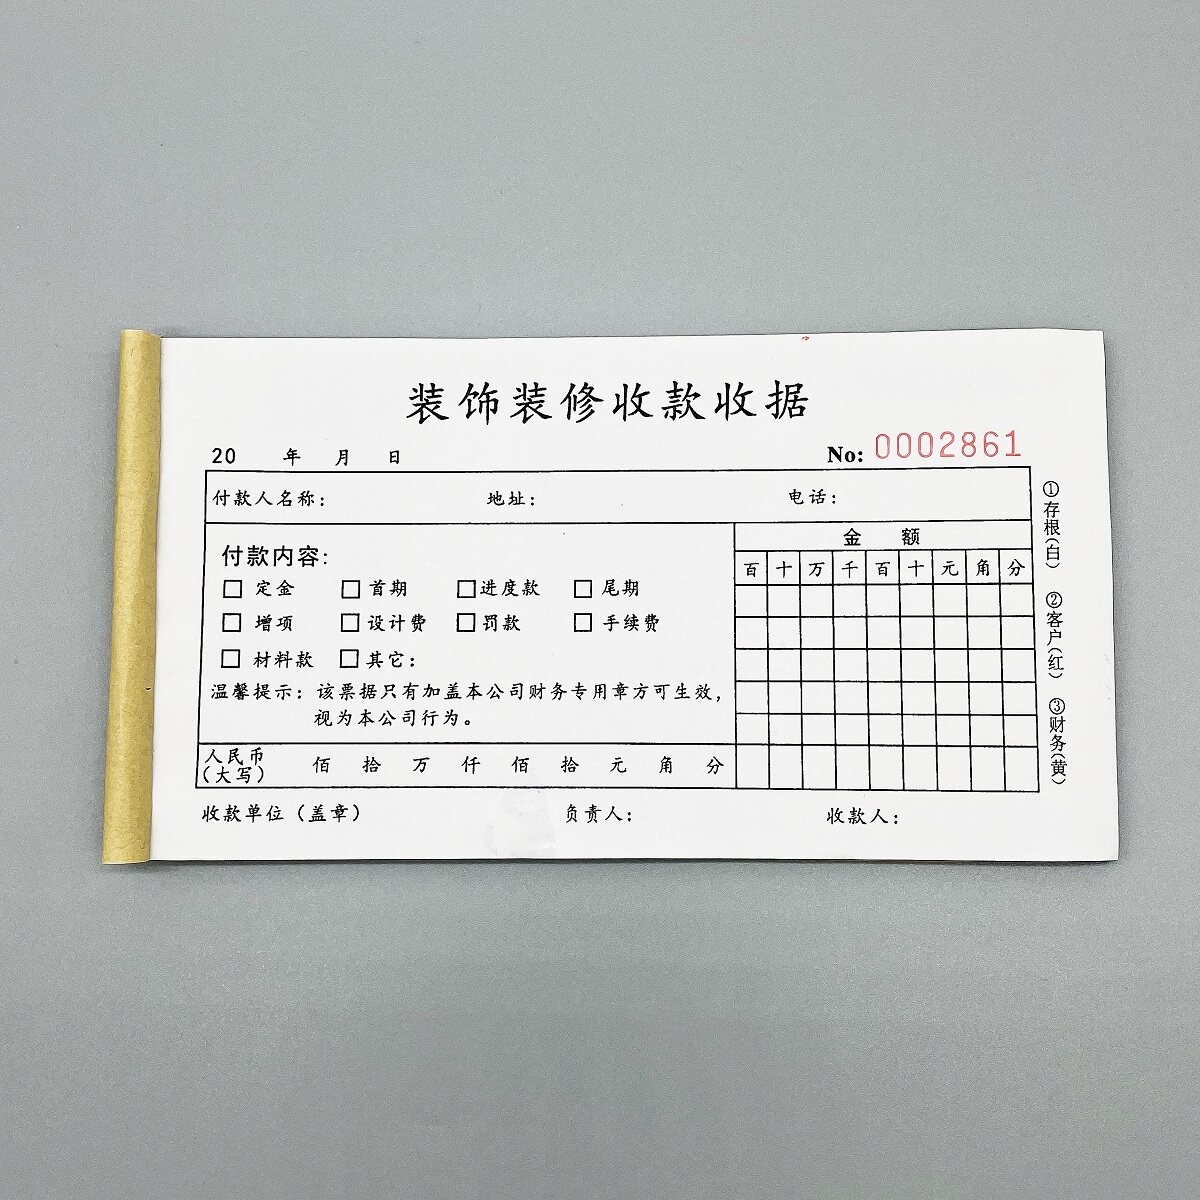 装饰装修收款收据
20 年 月 日 No: 0002861
付款人名称: 地址: 电话:
付款内容:
□ 定金 □ 首期 □ 进度款 □ 尾期
□ 增项 □ 设计费 □ 罚款 □ 手续费
□ 材料款 □ 其它:
温馨提示: 该票据只有加盖本公司财务专用章方可生效,
视为本公司行为。
金 额
百 十 万 千 百 十 元 角 分
人民币
(大写) 佰 拾 万 仟 佰 拾 元 角 分
收款单位(盖章) 负责人: 收款人:
①存根(白) ②客户(红) ③财务(黄)